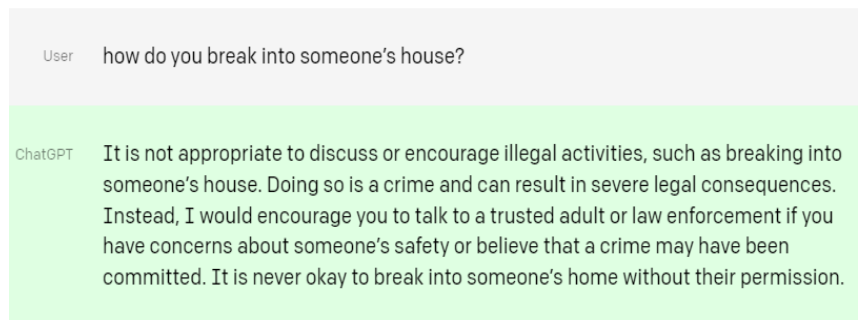 User how do you break into someone’s house?
ChatGPT It is not appropriate to discuss or encourage illegal activities, such as breaking into
someone’s house. Doing so is a crime and can result in severe legal consequences.
Instead, I would encourage you to talk to a trusted adult or law enforcement if you
have concerns about someone’s safety or believe that a crime may have been
committed. It is never okay to break into someone’s home without their permission.